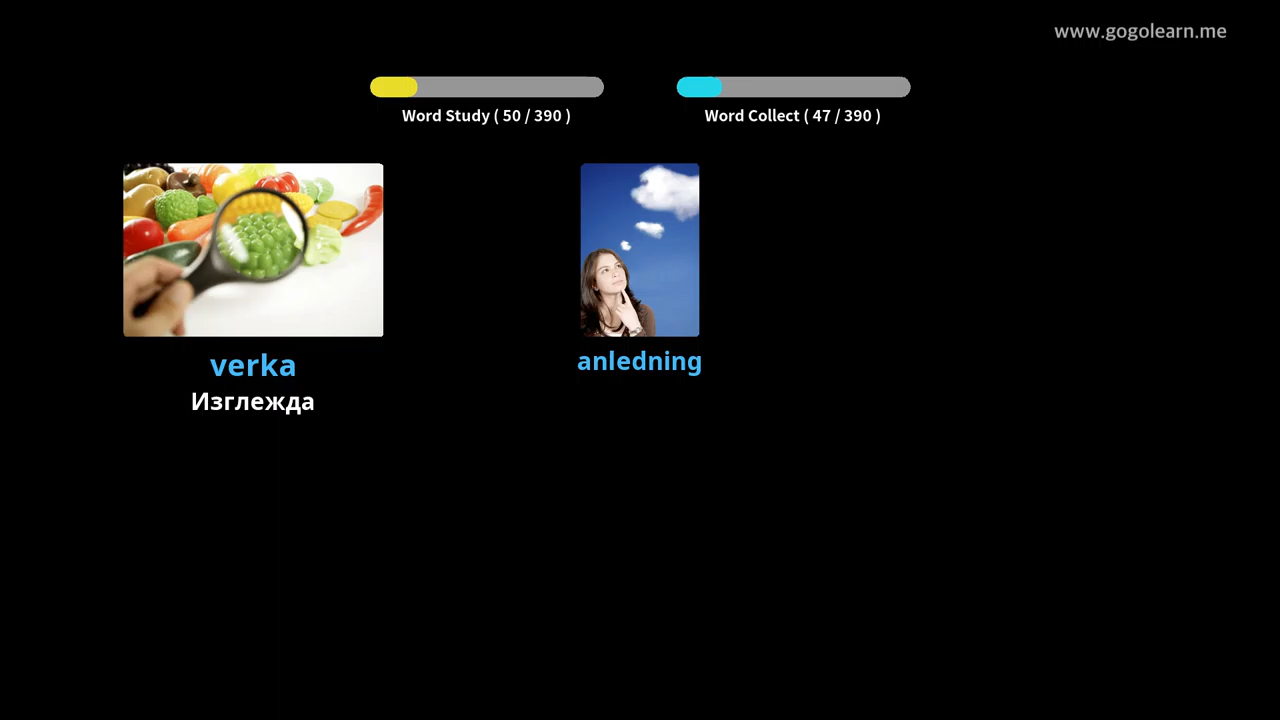 www.gogolearn.me
Word Study ( 50 / 390 )
Word Collect ( 47 / 390 )
verka
Изглежда
anledning